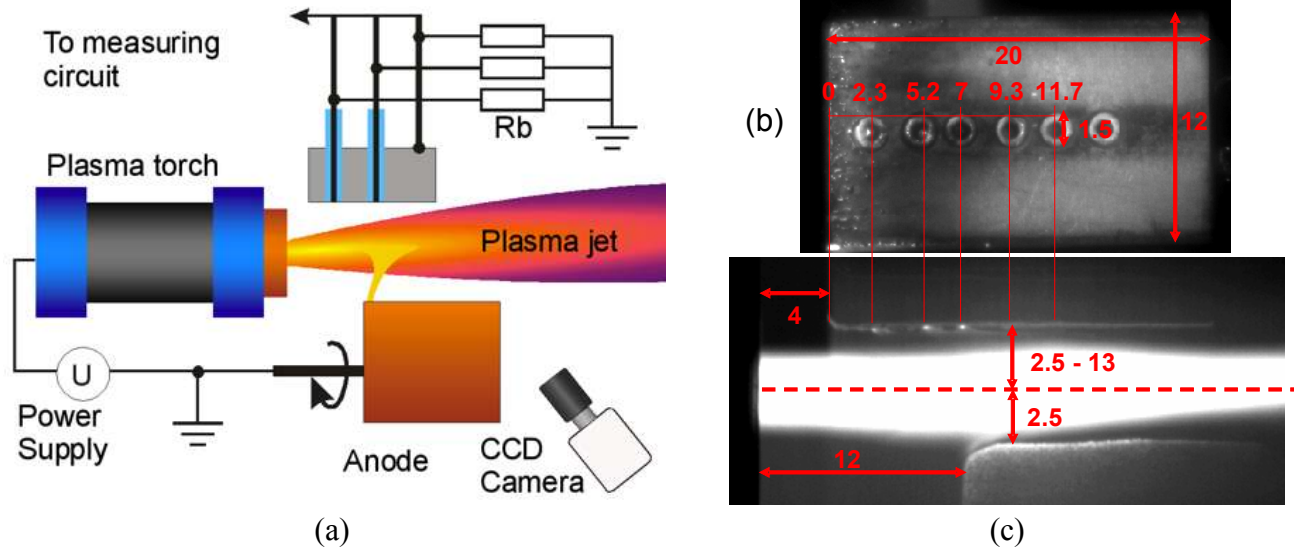 To measuring
circuit
Rb
Plasma torch
Plasma jet
U
Power
Supply
Anode
CCD
Camera
(a)
20
0 2.3 5.2 7 9.3 11.7
12
1.5
(b)
4
2.5 - 13
2.5
12
(c)